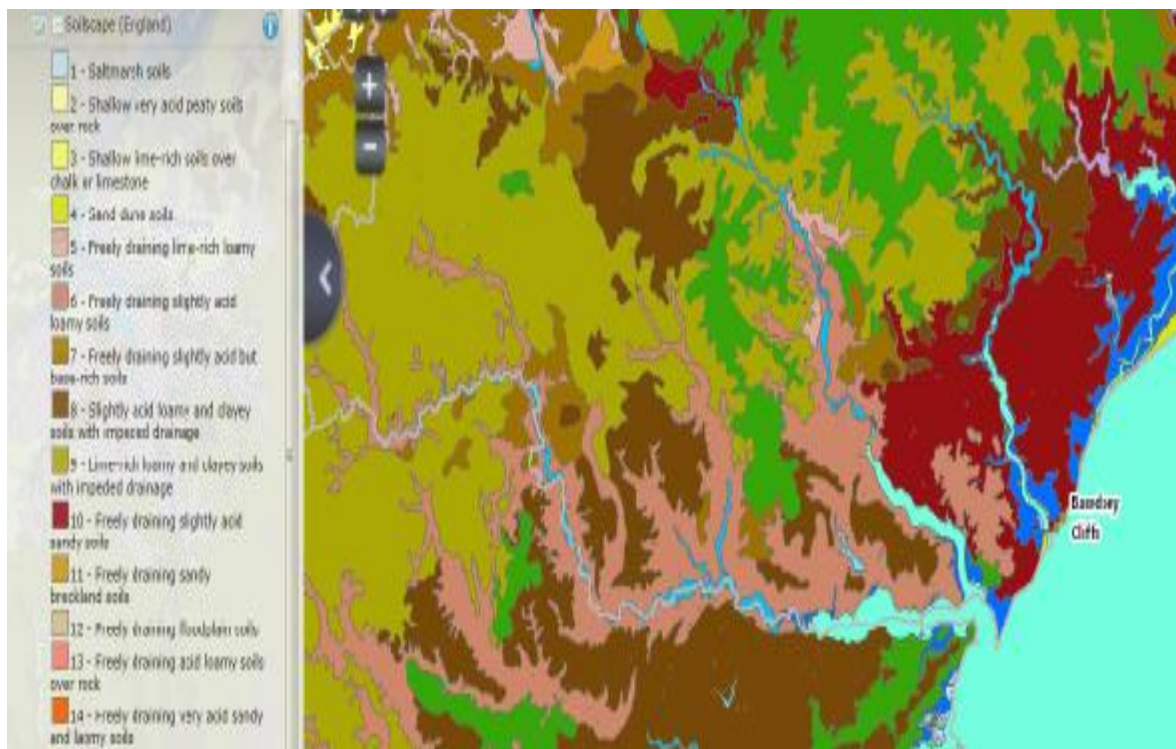 Soilscape (England)
1 - Saltmarsh soils
2 - Shallow very acid peaty soils
over rock
3 - Shallow lime-rich soils over
chalk or limestone
4 - Sand dune soils
5 - Freely draining lime-rich loamy
soils
6 - Freely draining slightly acid
loamy soils
7 - Freely draining slightly acid but
base-rich soils
8 - Slightly acid loamy and clayey
soils with impeded drainage
9 - Lime-rich loamy and clayey soils
with impeded drainage
10 - Freely draining slightly acid
sandy soils
11 - Freely draining sandy
breckland soils
12 - Freely draining floodplain soils
13 - Freely draining acid loamy soils
over rock
14 - Freely draining very acid sandy
and loamy soils
Bawdsey
Cliffs